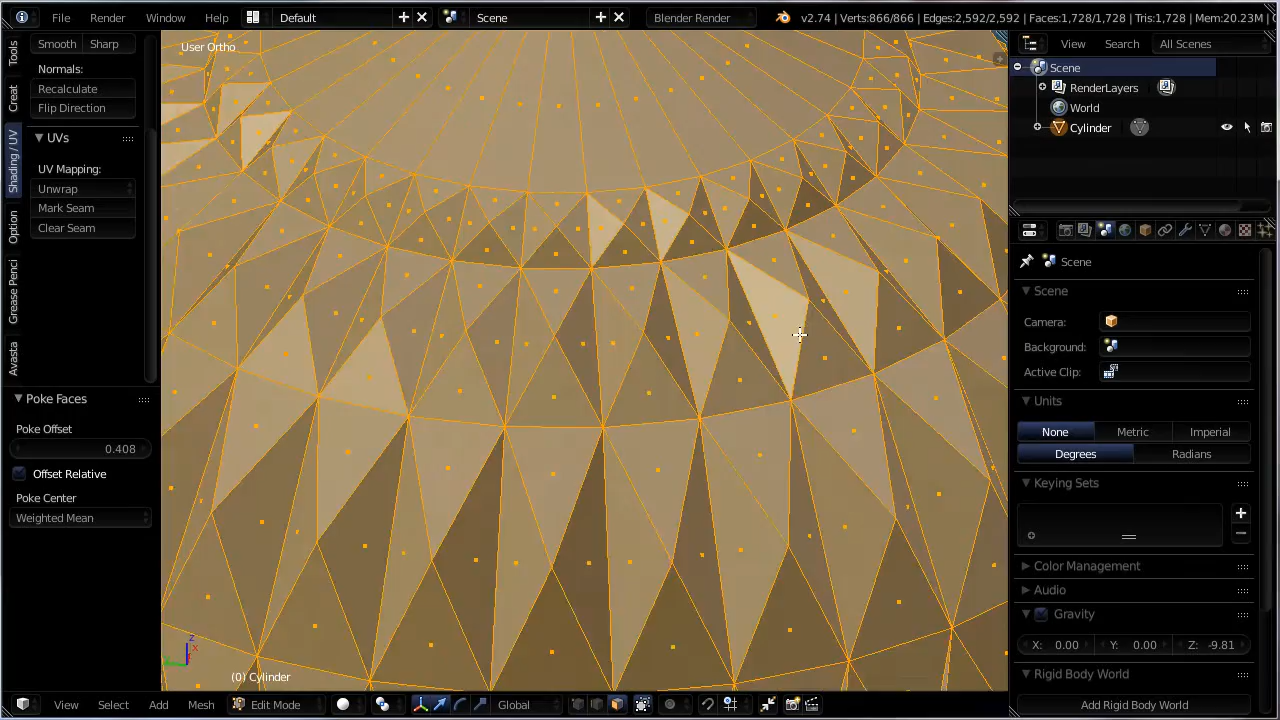 File Render Window Help Default Scene Blender Render v2.74 | Verts:866/866 | Edges:2,592/2,592 | Faces:1,728/1,728 | Tris:1,728 | Mem:20.23M
Tools
Creat
Shading / UV
Option
Grease Penci
Avasta
Smooth Sharp
Normals:
Recalculate
Flip Direction
UVs
UV Mapping:
Unwrap
Mark Seam
Clear Seam
Poke Faces
Poke Offset
0.408
Offset Relative
Poke Center
Weighted Mean
User Ortho
z
x
(0) Cylinder
View Select Add Mesh Edit Mode Global
View Search All Scenes
Scene
RenderLayers
World
Cylinder
Scene
Scene
Camera:
Background:
Active Clip:
Units
None Metric Imperial
Degrees Radians
Keying Sets
Color Management
Audio
Gravity
X: 0.00 Y: 0.00 Z: -9.81
Rigid Body World
Add Rigid Body World